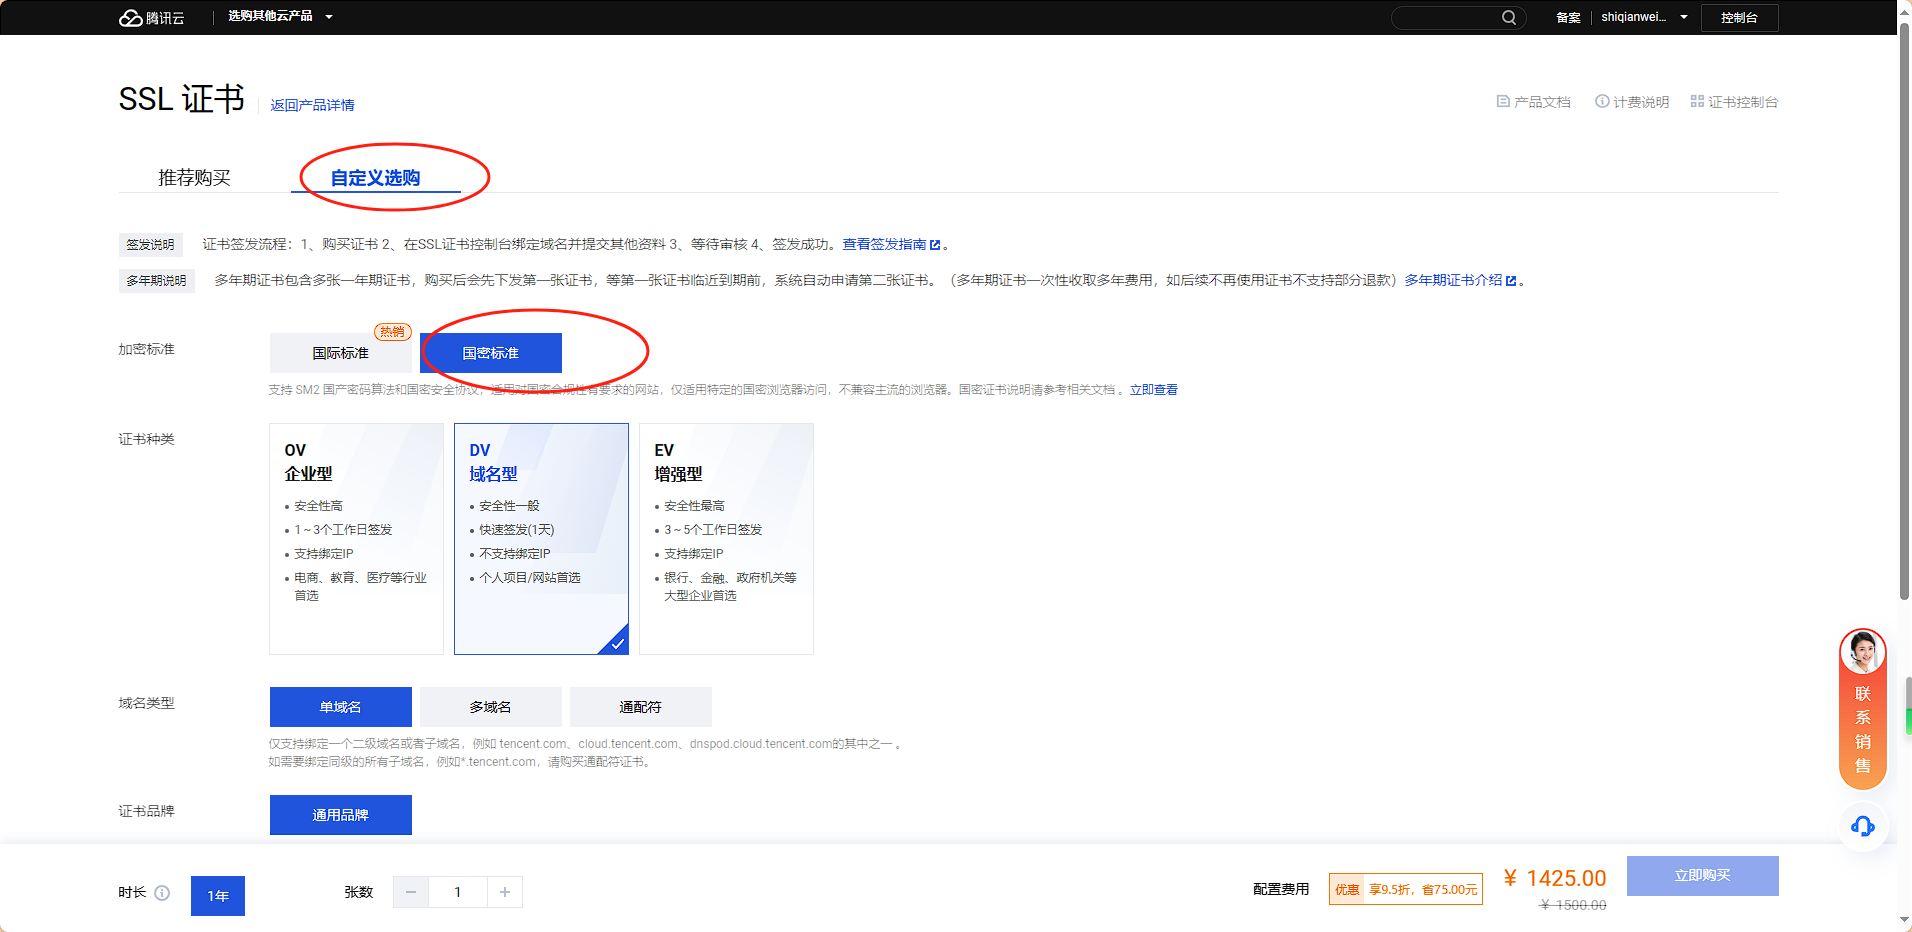 腾讯云
选购其他云产品
备案
shiqianwei...
控制台
SSL 证书
返回产品详情
产品文档
计费说明
证书控制台
推荐购买
自定义选购
签发说明
证书签发流程：1、购买证书 2、在SSL证书控制台绑定域名并提交其他资料 3、等待审核 4、签发成功。查看签发指南。
多年期说明
多年期证书包含多张一年期证书，购买后会先下发第一张证书，等第一张证书临近到期前，系统自动申请第二张证书。（多年期证书一次性收取多年费用，如后续不再使用证书不支持部分退款）多年期证书介绍。
加密标准
国际标准
热销
国密标准
支持 SM2 国产密码算法和国密安全协议，适用对国密合规性有要求的网站，仅适用特定的国密浏览器访问，不兼容主流的浏览器。国密证书说明请参考相关文档 。立即查看
证书种类
OV
企业型
• 安全性高
• 1～3个工作日签发
• 支持绑定IP
• 电商、教育、医疗等行业
首选
DV
域名型
• 安全性一般
• 快速签发(1天)
• 不支持绑定IP
• 个人项目/网站首选
EV
增强型
• 安全性最高
• 3～5个工作日签发
• 支持绑定IP
• 银行、金融、政府机关等
大型企业首选
域名类型
单域名
多域名
通配符
仅支持绑定一个二级域名或者子域名，例如 tencent.com、cloud.tencent.com、dnspod.cloud.tencent.com的其中之一 。
如需要绑定同级的所有子域名，例如*.tencent.com，请购买通配符证书。
证书品牌
通用品牌
联系销售
时长
1年
张数
1
配置费用
优惠
享9.5折，省75.00元
¥ 1425.00
¥ 1500.00
立即购买